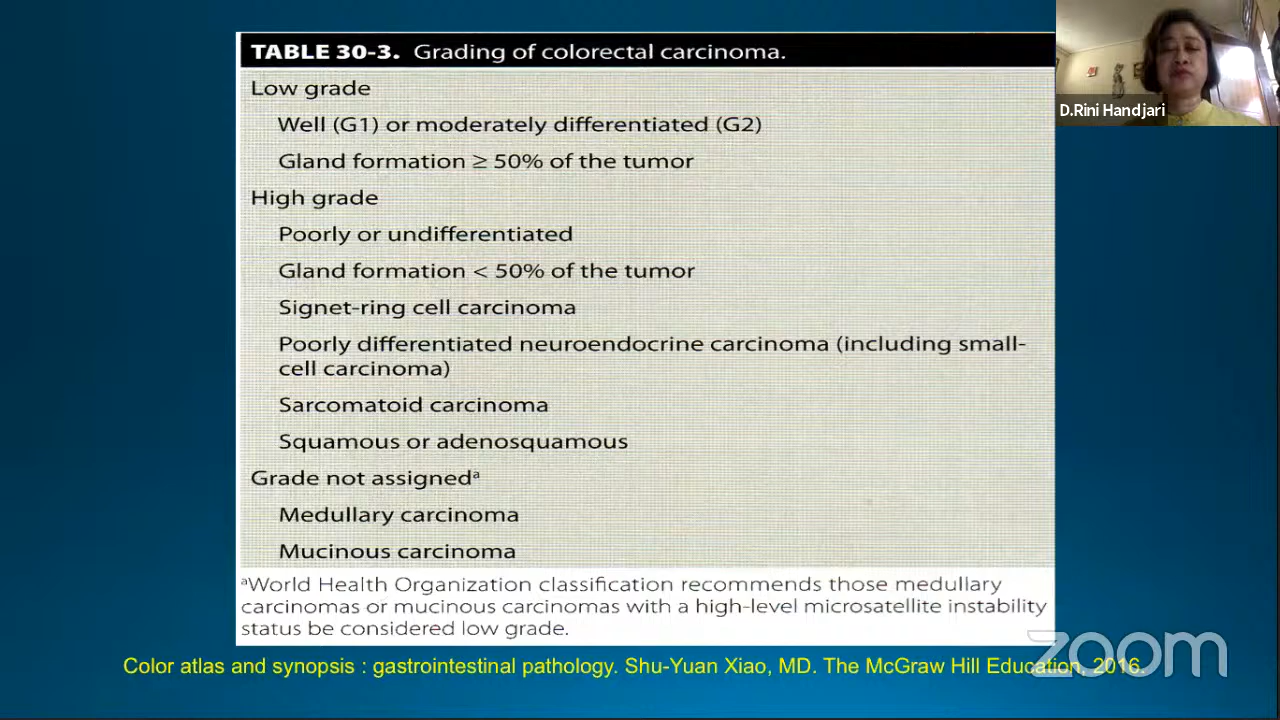 TABLE 30-3. Grading of colorectal carcinoma.
Low grade
Well (G1) or moderately differentiated (G2)
Gland formation ≥ 50% of the tumor
High grade
Poorly or undifferentiated
Gland formation < 50% of the tumor
Signet-ring cell carcinoma
Poorly differentiated neuroendocrine carcinoma (including small-
cell carcinoma)
Sarcomatoid carcinoma
Squamous or adenosquamous
Grade not assignedᵃ
Medullary carcinoma
Mucinous carcinoma
ᵃWorld Health Organization classification recommends those medullary
carcinomas or mucinous carcinomas with a high-level microsatellite instability
status be considered low grade.
Color atlas and synopsis : gastrointestinal pathology. Shu-Yuan Xiao, MD. The McGraw Hill Education, 2016.
D.Rini Handjari
zoom